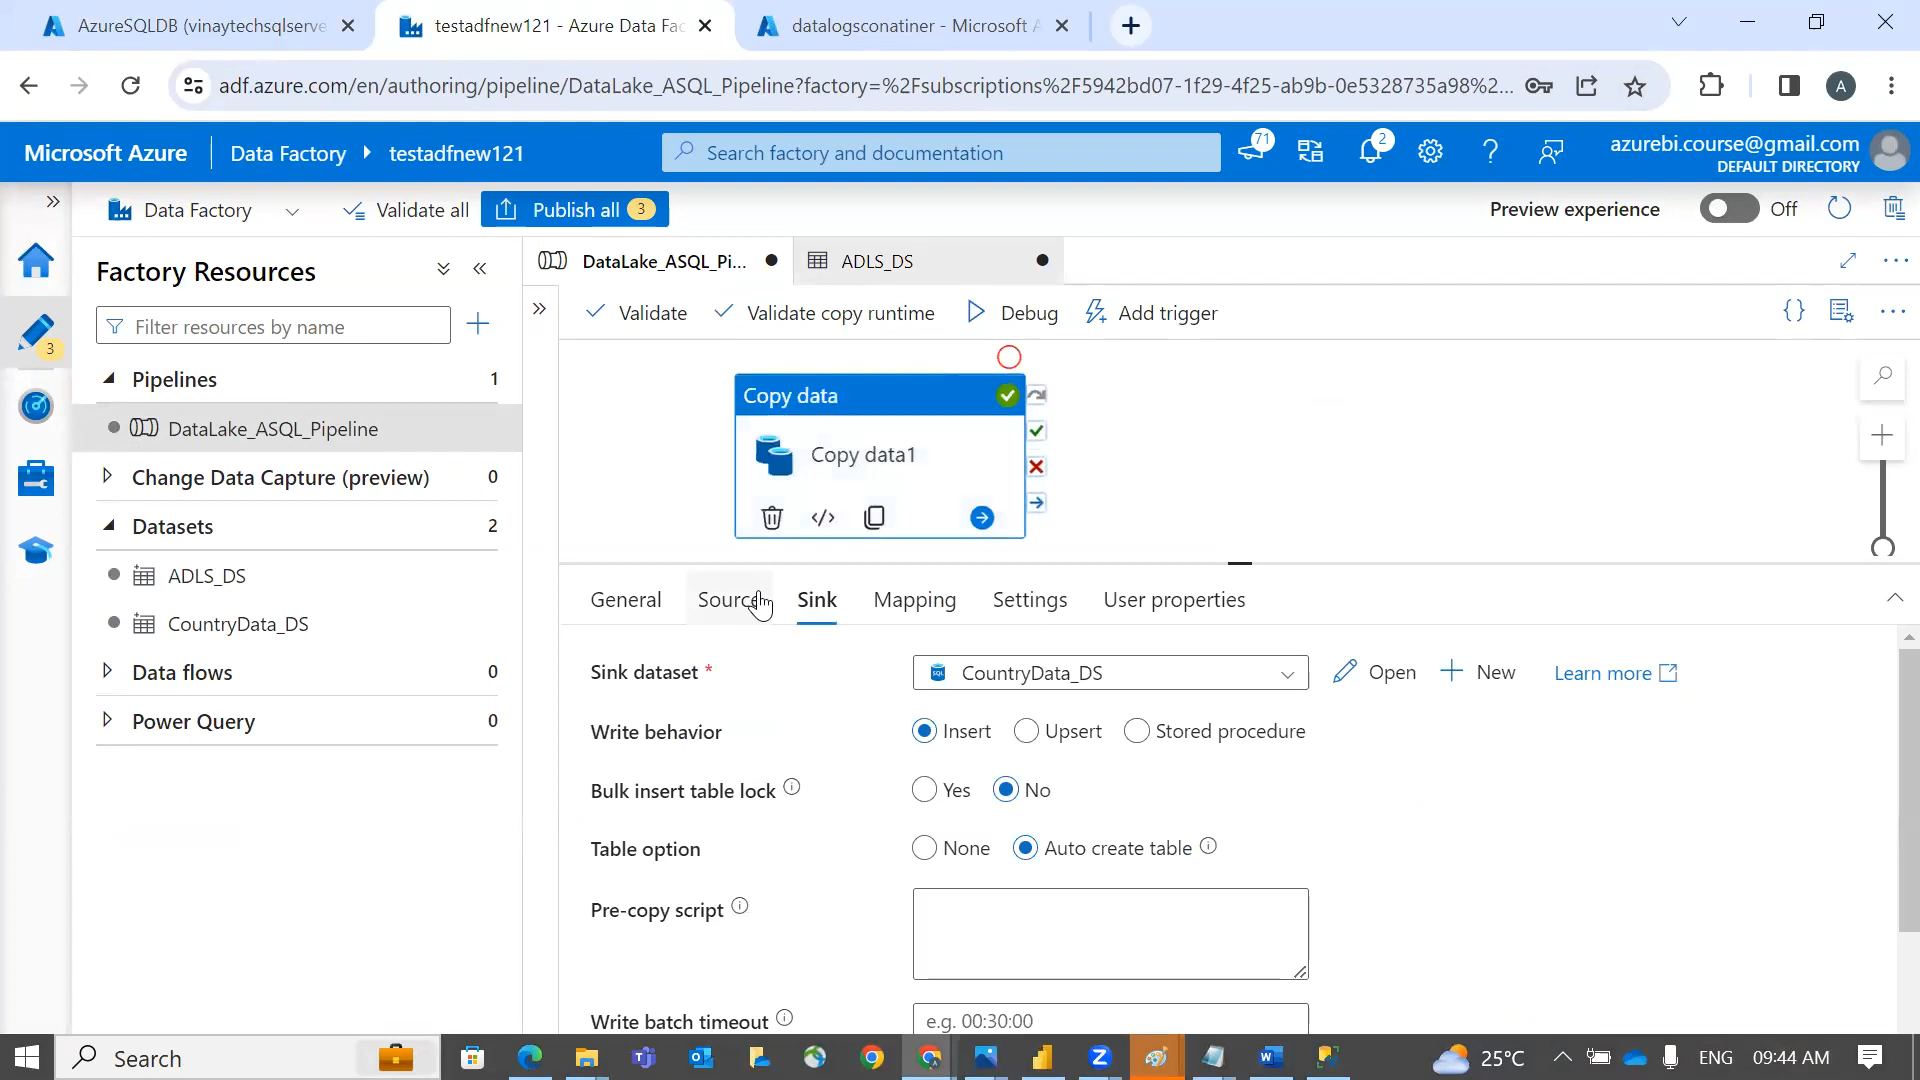 AzureSQLDB (vinaytechsqlserve
testadfnew121 - Azure Data Fac
datalogsconatiner - Microsoft A
adf.azure.com/en/authoring/pipeline/DataLake_ASQL_Pipeline?factory=%2Fsubscriptions%2F5942bd07-1f29-4f25-ab9b-0e5328735a98%2...
A
Microsoft Azure
Data Factory
testadfnew121
Search factory and documentation
71
2
azurebi.course@gmail.com
DEFAULT DIRECTORY
Data Factory
Validate all
Publish all 3
Preview experience
Off
Factory Resources
DataLake_ASQL_Pi...
ADLS_DS
Filter resources by name
Validate
Validate copy runtime
Debug
Add trigger
3
Pipelines 1
DataLake_ASQL_Pipeline
Change Data Capture (preview) 0
Datasets 2
ADLS_DS
CountryData_DS
Data flows 0
Power Query 0
Copy data
Copy data1
General
Source
Sink
Mapping
Settings
User properties
Sink dataset *
CountryData_DS
Open
New
Learn more
Write behavior
Insert
Upsert
Stored procedure
Bulk insert table lock
Yes
No
Table option
None
Auto create table
Pre-copy script
Write batch timeout
e.g. 00:30:00
Search
25°C
ENG
09:44 AM